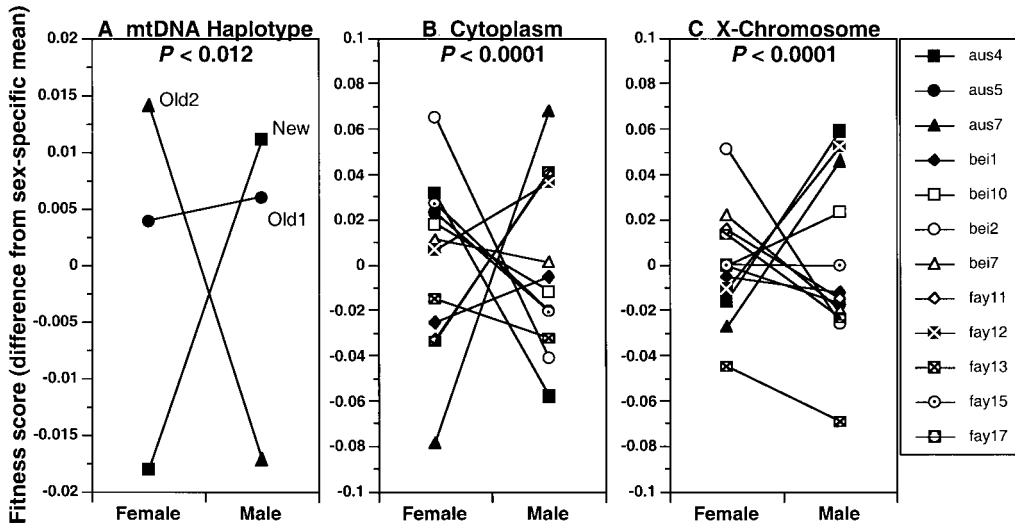 A mtDNA Haplotype
P < 0.012
B Cytoplasm
P < 0.0001
C X-Chromosome
P < 0.0001
Fitness score (difference from sex-specific mean)
0.02
0.015
0.01
0.005
0
-0.005
-0.01
-0.015
-0.02
Old2
New
Old1
Female
Male
0.1
0.08
0.06
0.04
0.02
0
-0.02
-0.04
-0.06
-0.08
-0.1
Female
Male
0.1
0.08
0.06
0.04
0.02
0
-0.02
-0.04
-0.06
-0.08
-0.1
Female
Male
aus4
aus5
aus7
bei1
bei10
bei2
bei7
fay11
fay12
fay13
fay15
fay17